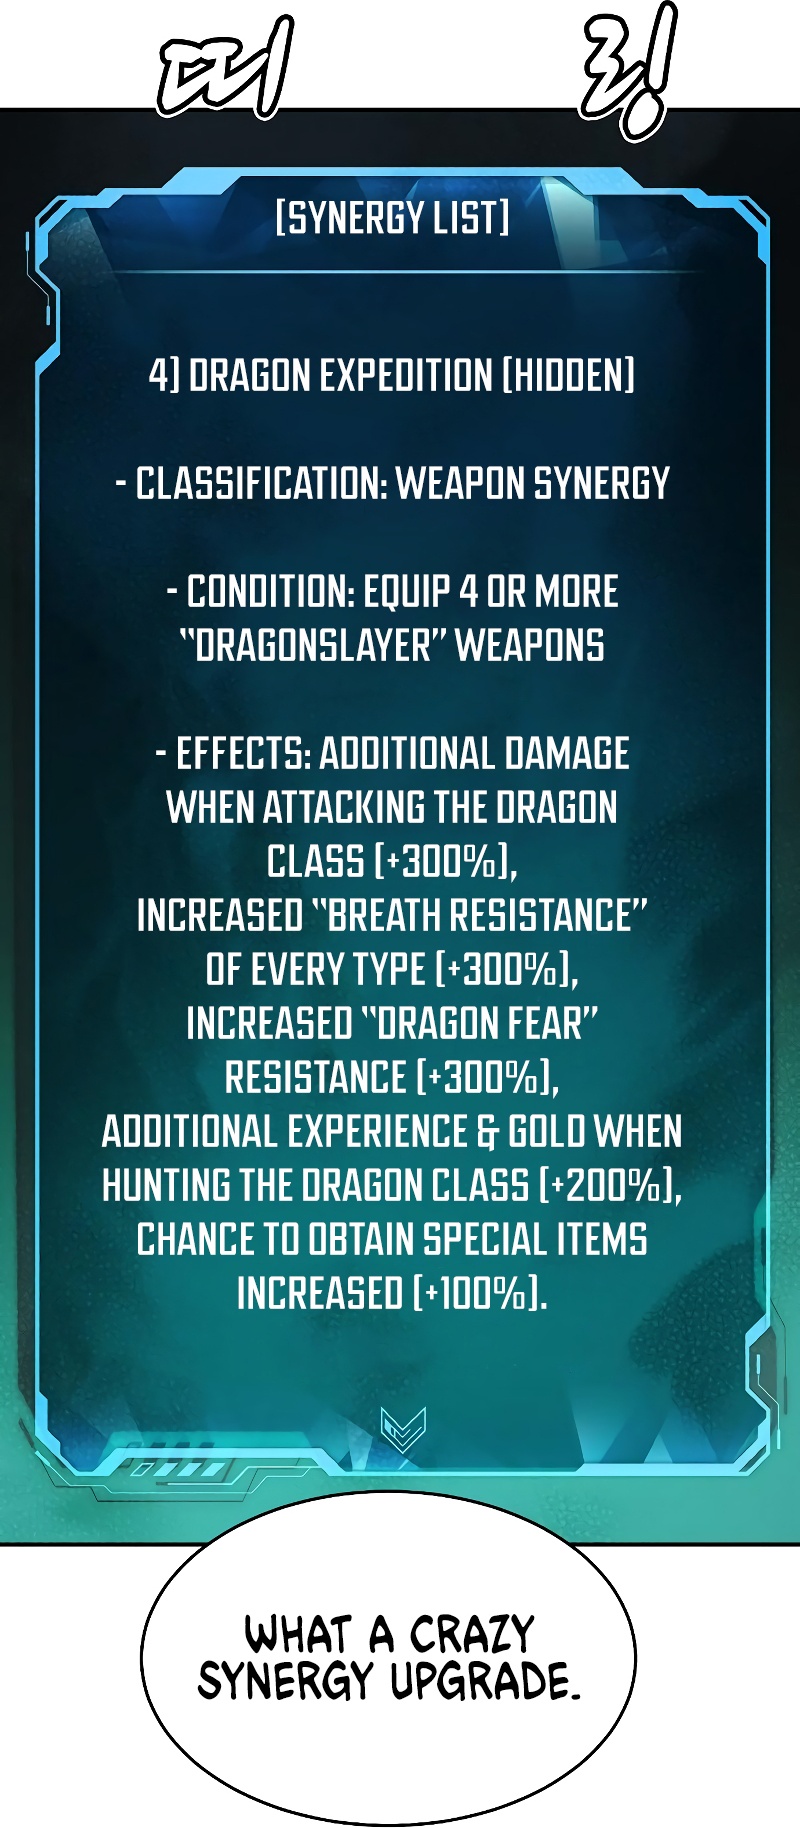 띠 링!
[SYNERGY LIST]
4] DRAGON EXPEDITION [HIDDEN]
- CLASSIFICATION: WEAPON SYNERGY
- CONDITION: EQUIP 4 OR MORE
“DRAGONSLAYER” WEAPONS
- EFFECTS: ADDITIONAL DAMAGE
WHEN ATTACKING THE DRAGON
CLASS [+300%],
INCREASED “BREATH RESISTANCE”
OF EVERY TYPE [+300%],
INCREASED “DRAGON FEAR”
RESISTANCE [+300%],
ADDITIONAL EXPERIENCE & GOLD WHEN
HUNTING THE DRAGON CLASS [+200%],
CHANCE TO OBTAIN SPECIAL ITEMS
INCREASED [+100%].
WHAT A CRAZY
SYNERGY UPGRADE.